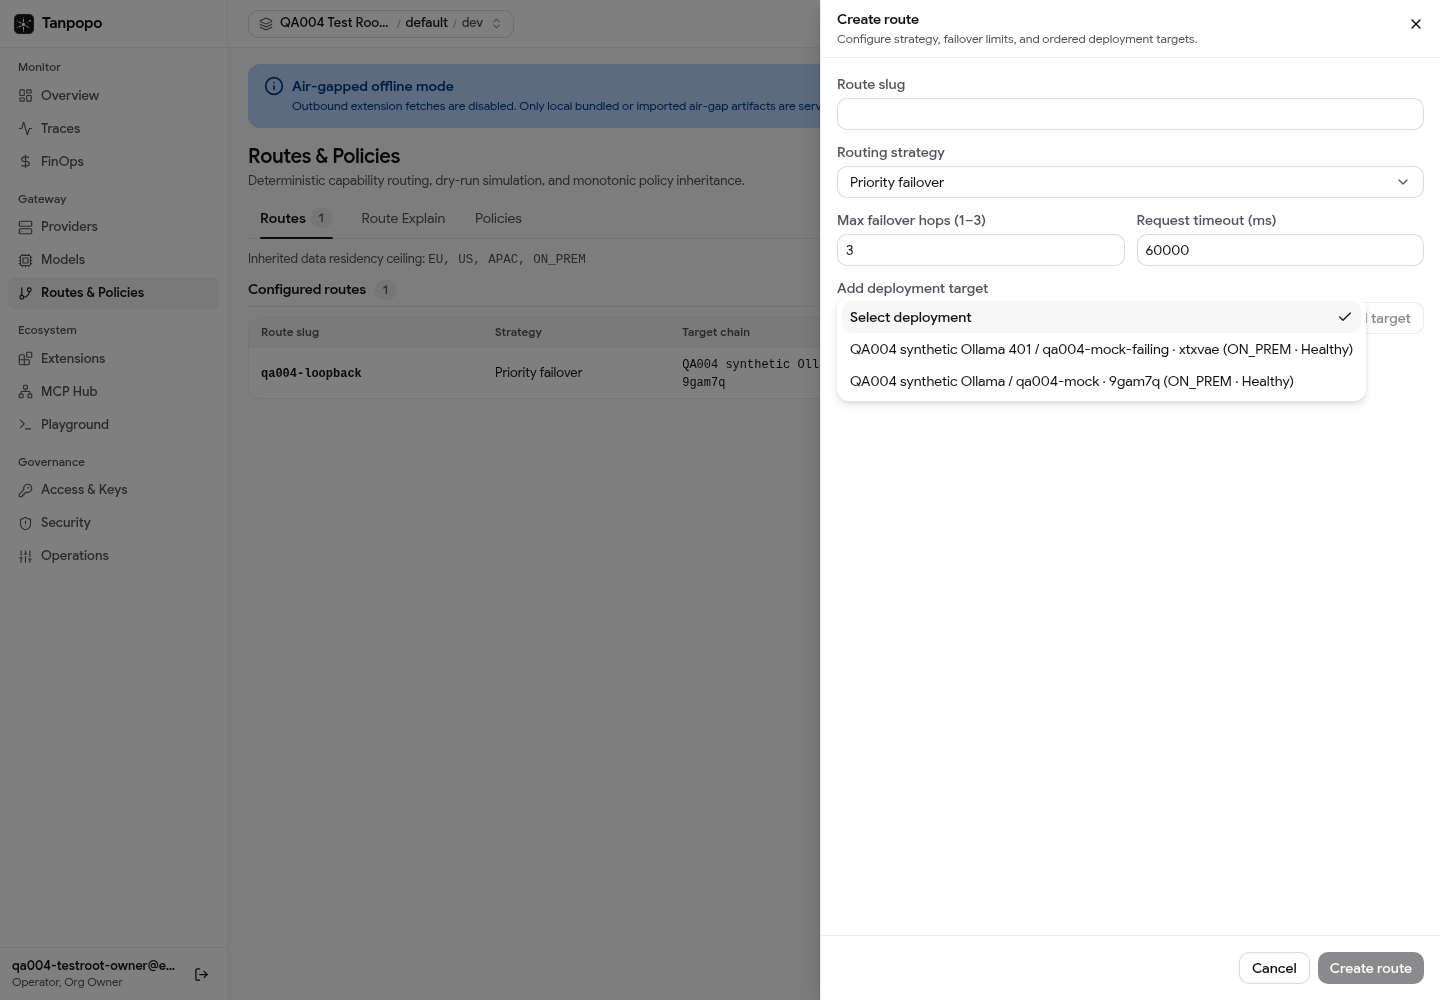 Tanpopo
QA004 Test Roo... / default / dev
Monitor
Overview
Traces
FinOps
Gateway
Providers
Models
Routes & Policies
Ecosystem
Extensions
MCP Hub
Playground
Governance
Access & Keys
Security
Operations
qa004-testroot-owner@e...
Operator, Org Owner
Air-gapped offline mode
Outbound extension fetches are disabled. Only local bundled or imported air-gap artifacts are serv
Routes & Policies
Deterministic capability routing, dry-run simulation, and monotonic policy inheritance.
Routes 1 Route Explain Policies
Inherited data residency ceiling: EU, US, APAC, ON_PREM
Configured routes 1
Route slug Strategy Target chain
qa004-loopback Priority failover QA004 synthetic Oll
9gam7q
Create route
Configure strategy, failover limits, and ordered deployment targets.
Route slug
Routing strategy
Priority failover
Max failover hops (1–3) Request timeout (ms)
3 60000
Add deployment target
Select deployment
target
QA004 synthetic Ollama 401 / qa004-mock-failing · xtxvae (ON_PREM · Healthy)
QA004 synthetic Ollama / qa004-mock · 9gam7q (ON_PREM · Healthy)
Cancel Create route